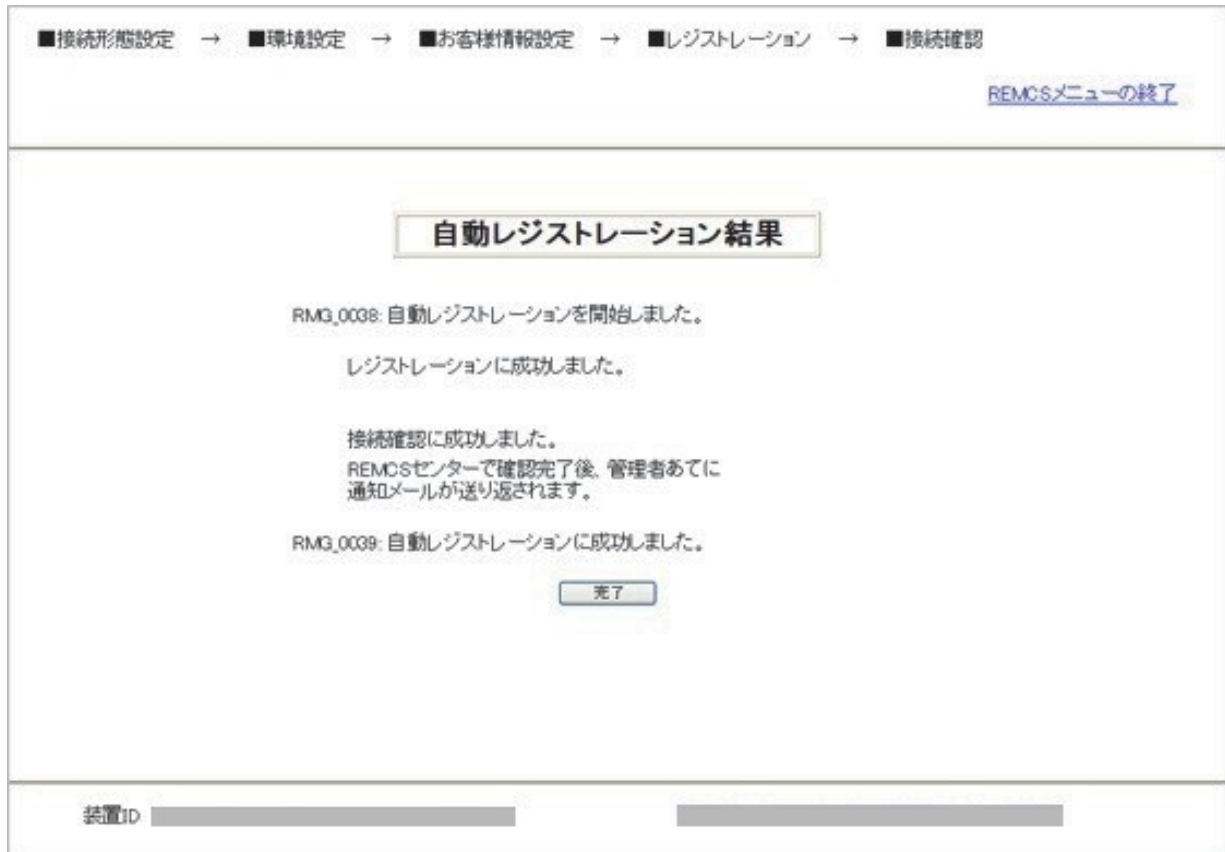 ■接続形態設定 → ■環境設定 → ■お客様情報設定 → ■レジストレーション → ■接続確認
REMCSメニューの終了
自動レジストレーション結果
RMG_0038: 自動レジストレーションを開始しました。
レジストレーションに成功しました。
接続確認に成功しました。
REMCSセンターで確認完了後、管理者あてに
通知メールが送り返されます。
RMG_0039: 自動レジストレーションに成功しました。
完了
装置ID